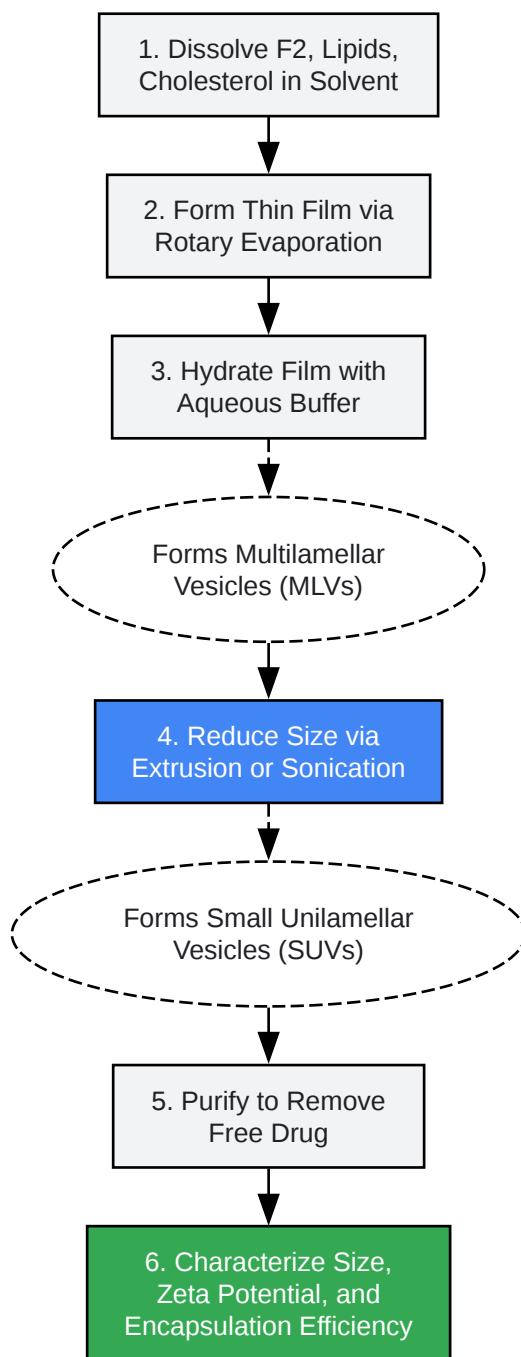 1. Dissolve F2, Lipids,
Cholesterol in Solvent
2. Form Thin Film via
Rotary Evaporation
3. Hydrate Film with
Aqueous Buffer
Forms Multilamellar
Vesicles (MLVs)
4. Reduce Size via
Extrusion or Sonication
Forms Small Unilamellar
Vesicles (SUVs)
5. Purify to Remove
Free Drug
6. Characterize Size,
Zeta Potential, and
Encapsulation Efficiency